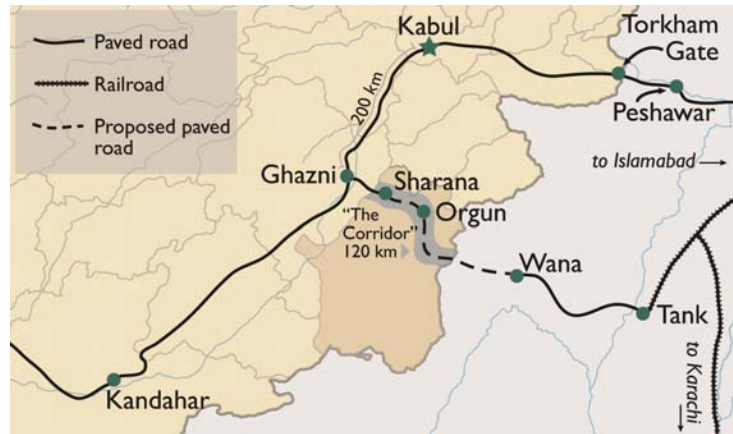 Paved road
Railroad
Proposed paved
road
Kabul
Torkham
Gate
Peshawar
200 km
to Islamabad
Ghazni
Sharana
"The
Corridor"
120 km
Orgun
Wana
Tank
to Karachi
Kandahar